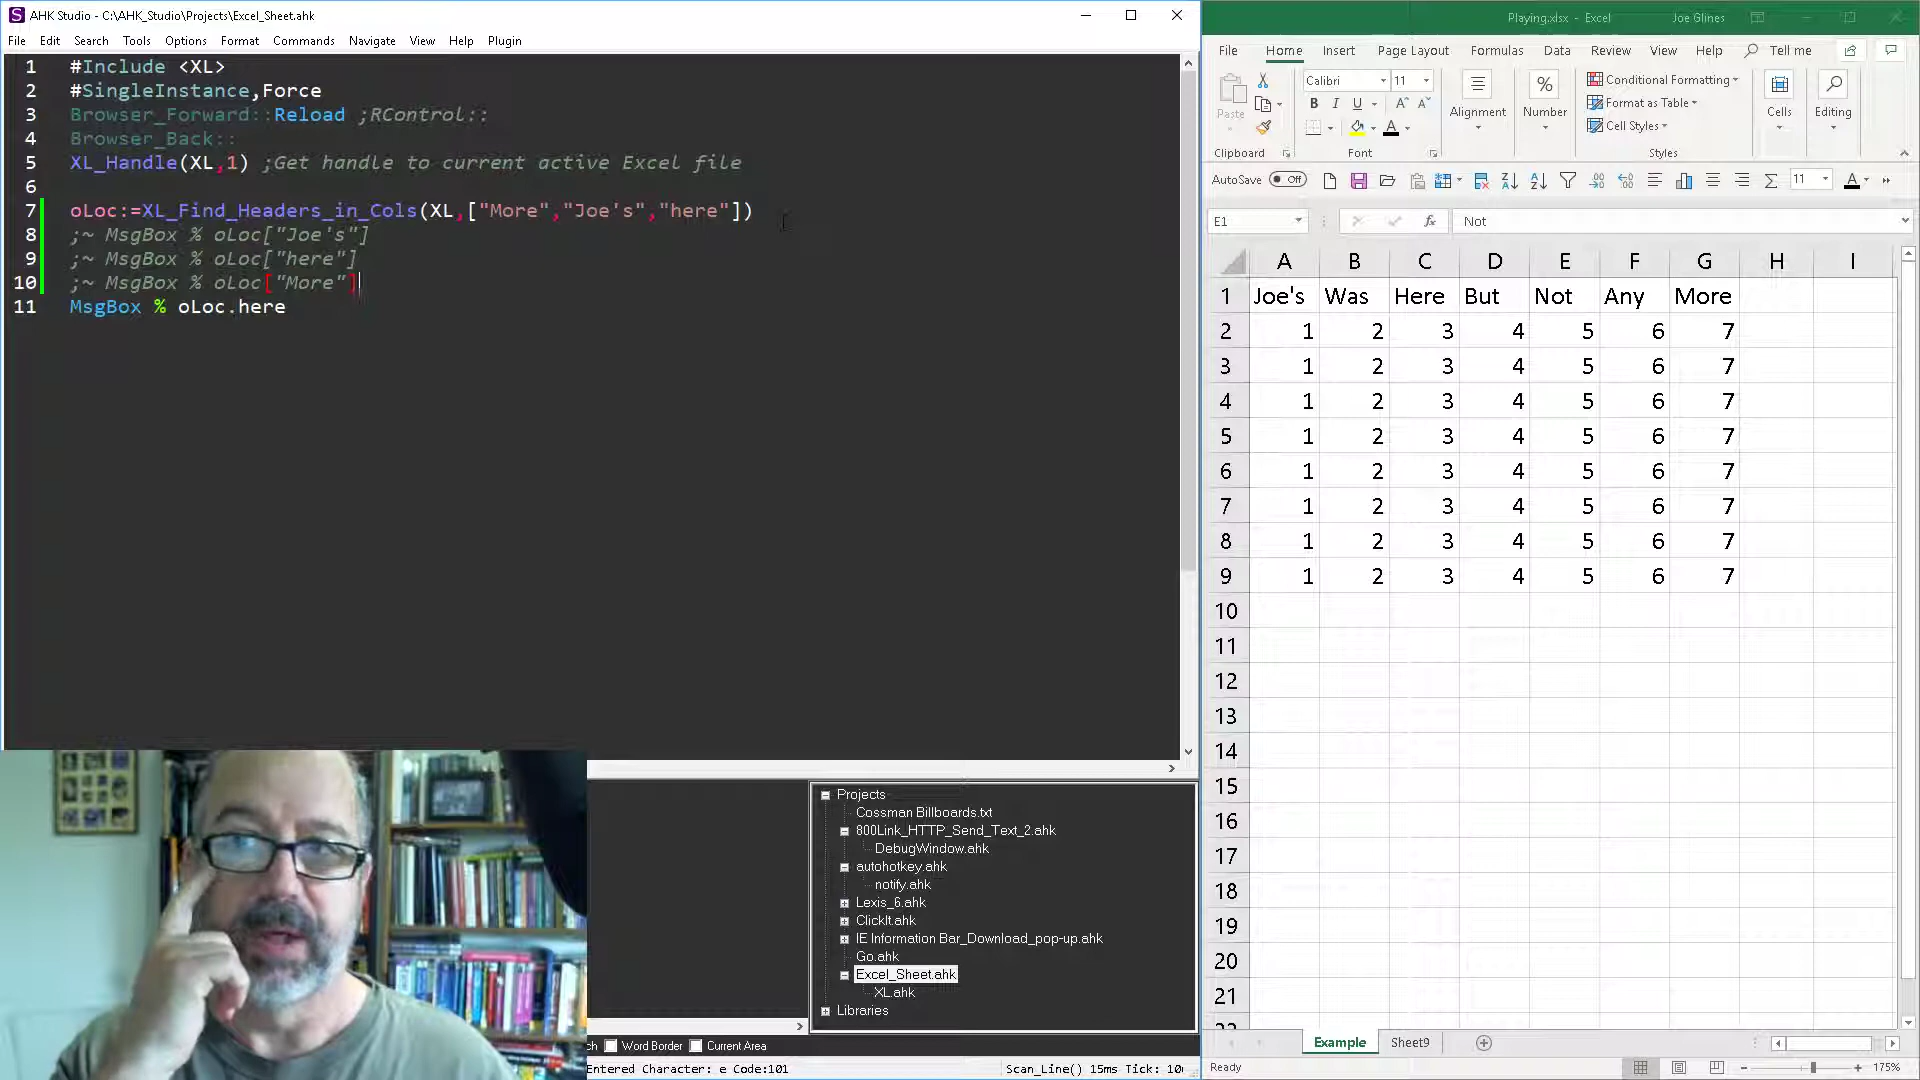 AHK Studio - C:\AHK_Studio\Projects\Excel_Sheet.ahk
File Edit Search Tools Options Format Commands Navigate View Help Plugin
1 #Include <XL>
2 #SingleInstance,Force
3 Browser_Forward::Reload ;RControl::
4 Browser_Back::
5 XL_Handle(XL,1) ;Get handle to current active Excel file
6
7 oLoc:=XL_Find_Headers_in_Cols(XL,["More","Joe's","here"])
8 ;~ MsgBox % oLoc["Joe's"]
9 ;~ MsgBox % oLoc["here"]
10 ;~ MsgBox % oLoc["More"]
11 MsgBox % oLoc.here
Projects
Cossman Billboards.txt
800Link_HTTP_Send_Text_2.ahk
DebugWindow.ahk
autohotkey.ahk
notify.ahk
Lexis_6.ahk
ClickIt.ahk
IE Information Bar_Download_pop-up.ahk
Go.ahk
Excel_Sheet.ahk
XL.ahk
Libraries
ch Word Border Current Area
Entered Character: e Code:101 Scan_Line() 15ms Tick: 10
Playing.xlsx - Excel Joe Glines
File Home Insert Page Layout Formulas Data Review View Help Tell me
Paste
Calibri 11
B I U A A
A
Alignment
%
Number
Conditional Formatting
Format as Table
Cell Styles
Cells
Editing
Clipboard Font Styles
AutoSave Off 11 A
E1 fx Not
A B C D E F G H I
1 Joe's Was Here But Not Any More
2 1 2 3 4 5 6 7
3 1 2 3 4 5 6 7
4 1 2 3 4 5 6 7
5 1 2 3 4 5 6 7
6 1 2 3 4 5 6 7
7 1 2 3 4 5 6 7
8 1 2 3 4 5 6 7
9 1 2 3 4 5 6 7
10
11
12
13
14
15
16
17
18
19
20
21
Example Sheet9
Ready 175%